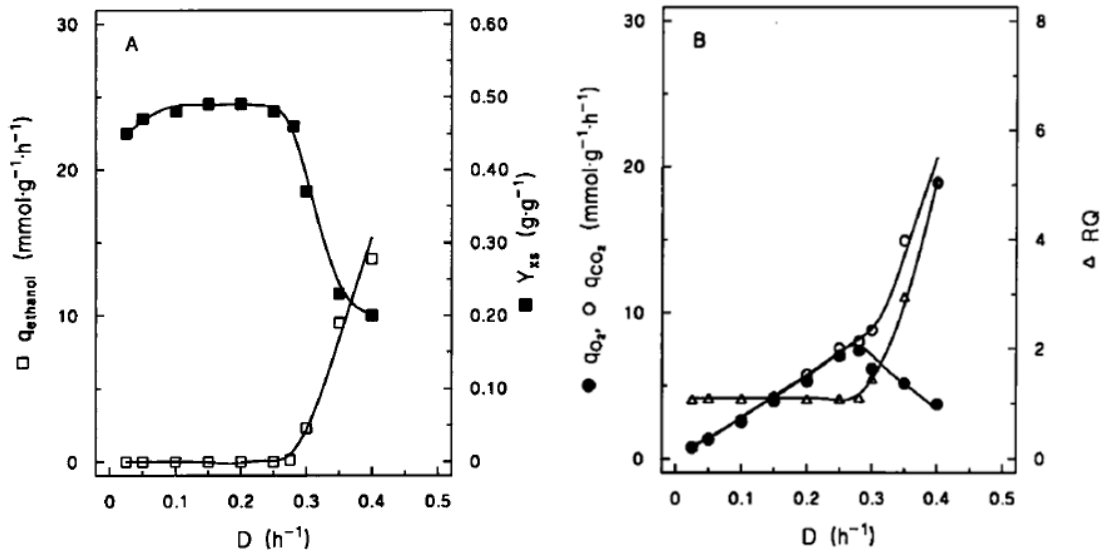 A
30
20
10
0
□ q_ethanol (mmol·g⁻¹·h⁻¹)
0.60
0.50
0.40
0.30
0.20
0.10
0
■ Y_xs (g·g⁻¹)
0 0.1 0.2 0.3 0.4 0.5
D (h⁻¹)
B
30
20
10
0
● q_O₂, ○ q_CO₂ (mmol·g⁻¹·h⁻¹)
8
6
4
2
0
△ RQ
0 0.1 0.2 0.3 0.4 0.5
D (h⁻¹)